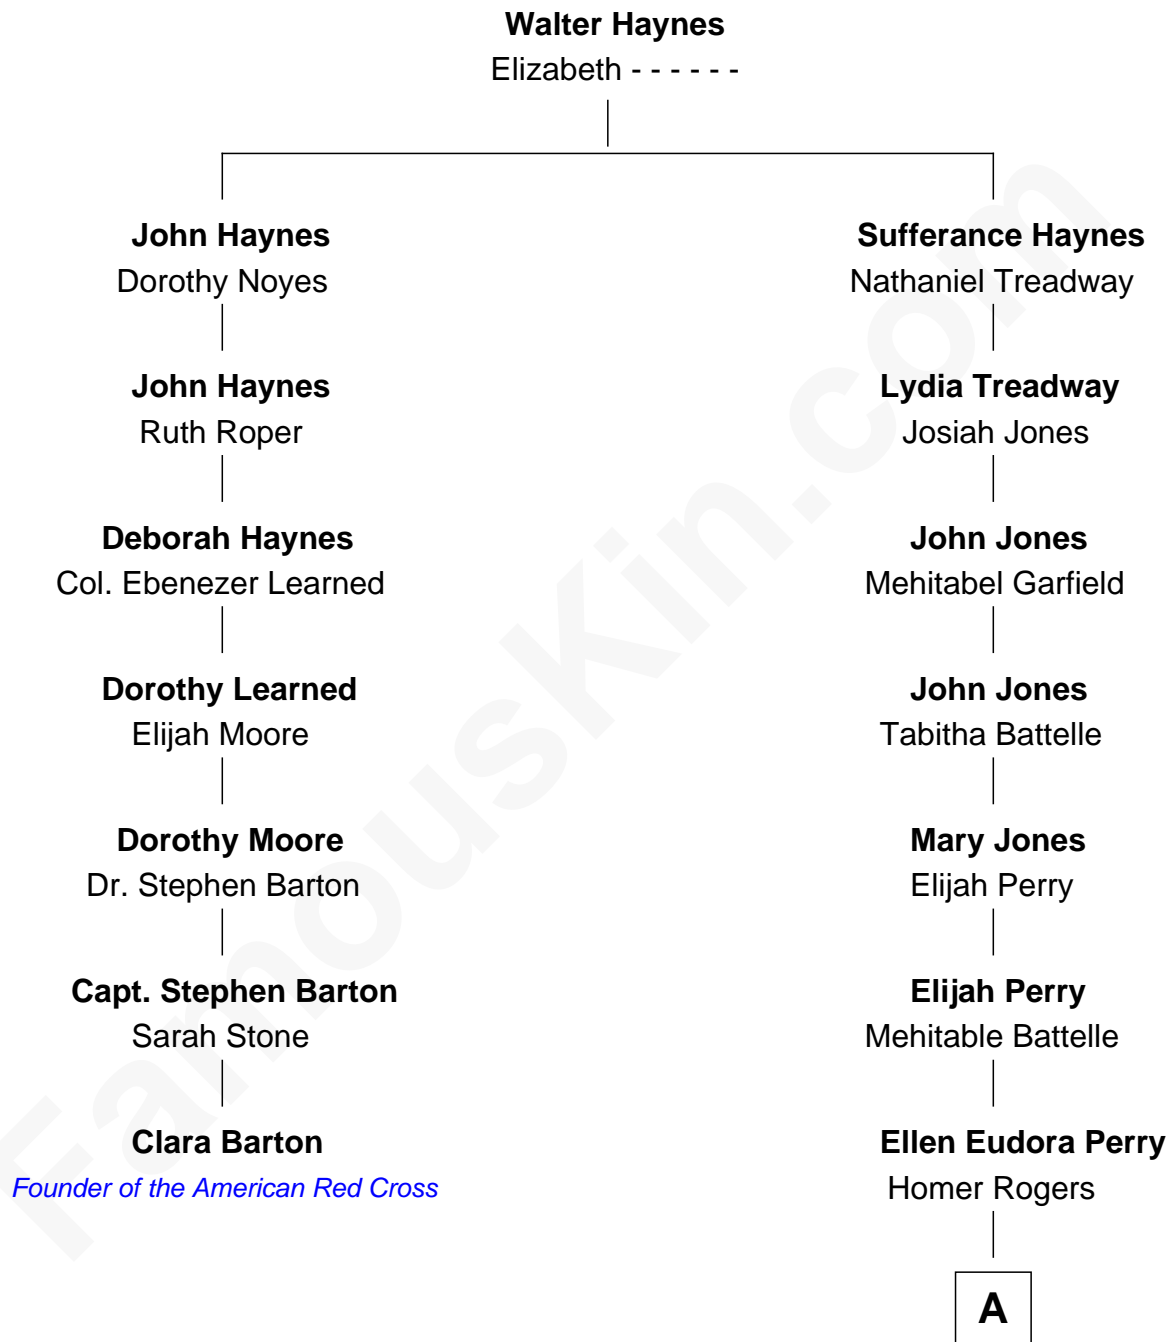 Walter Haynes
Elizabeth - - - - - -
John Haynes
Dorothy Noyes
Sufferance Haynes
Nathaniel Treadway
John Haynes
Ruth Roper
Lydia Treadway
Josiah Jones
Deborah Haynes
Col. Ebenezer Learned
John Jones
Mehitabel Garfield
Dorothy Learned
Elijah Moore
John Jones
Tabitha Battelle
Dorothy Moore
Dr. Stephen Barton
Mary Jones
Elijah Perry
Capt. Stephen Barton
Sarah Stone
Elijah Perry
Mehitable Battelle
Clara Barton
Founder of the American Red Cross
Ellen Eudora Perry
Homer Rogers
A
FamousKin.com